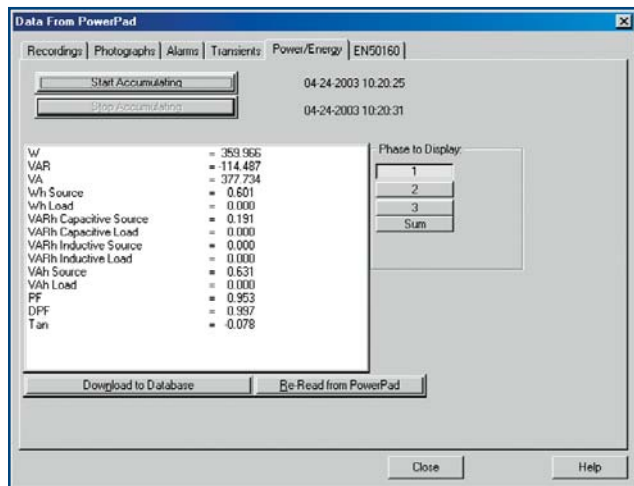 Data From PowerPad
Recordings Photographs Alarms Transients Power/Energy EN50160
Start Accumulating 04-24-2003 10:20:25
Stop Accumulating 04-24-2003 10:20:31
W = 359.966
VAR = -114.487
VA = 377.734
Wh Source = 0.601
Wh Load = 0.000
VARh Capacitive Source = 0.191
VARh Capacitive Load = 0.000
VARh Inductive Source = 0.000
VARh Inductive Load = 0.000
VAh Source = 0.631
VAh Load = 0.000
PF = 0.953
DPF = 0.997
Tan = -0.078
Phase to Display:
1
2
3
Sum
Download to Database Re-Read from PowerPad
Close Help